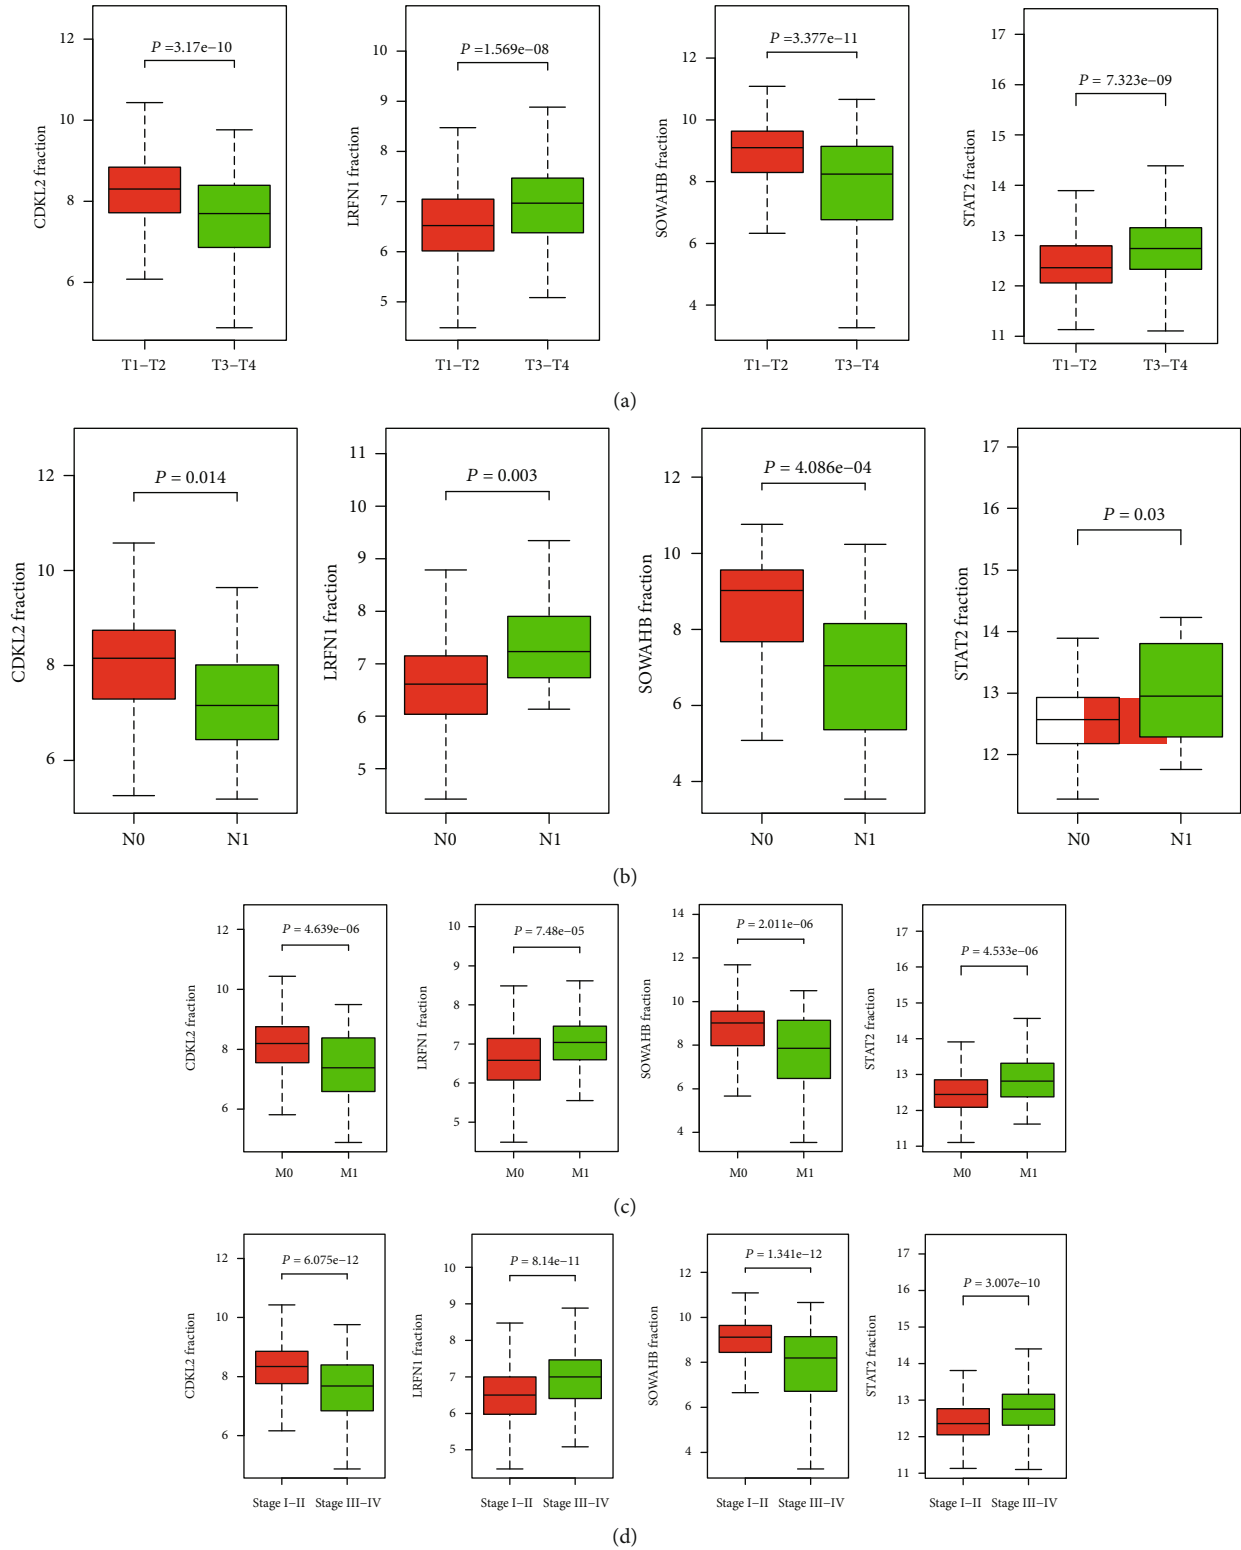 P =3.17e−10
CDKL2 fraction
12
10
8
6
T1−T2
T3−T4
P =1.569e−08
LRFN1 fraction
10
9
8
7
6
5
T1−T2
T3−T4
P =3.377e−11
SOWAHB fraction
12
10
8
6
4
T1−T2
T3−T4
P = 7.323e−09
STAT2 fraction
17
16
15
14
13
12
11
T1−T2
T3−T4
(a)
P = 0.014
CDKL2 fraction
12
10
8
6
N0
N1
P = 0.003
LRFN1 fraction
11
10
9
8
7
6
5
N0
N1
P = 4.086e−04
SOWAHB fraction
12
10
8
6
4
N0
N1
P = 0.03
STAT2 fraction
17
16
15
14
13
12
N0
N1
(b)
P = 4.639e−06
CDKL2 fraction
12
10
8
6
M0
M1
P = 7.48e−05
LRFN1 fraction
10
9
8
7
6
5
M0
M1
P = 2.011e−06
SOWAHB fraction
14
12
10
8
6
4
M0
M1
P = 4.533e−06
STAT2 fraction
17
16
15
14
13
12
11
M0
M1
(c)
P = 6.075e−12
CDKL2 fraction
12
10
8
6
Stage I−II
Stage III−IV
P = 8.14e−11
LRFN1 fraction
10
9
8
7
6
5
Stage I−II
Stage III−IV
P = 1.341e−12
SOWAHB fraction
12
10
8
6
4
Stage I−II
Stage III−IV
P = 3.007e−10
STAT2 fraction
17
16
15
14
13
12
11
Stage I−II
Stage III−IV
(d)